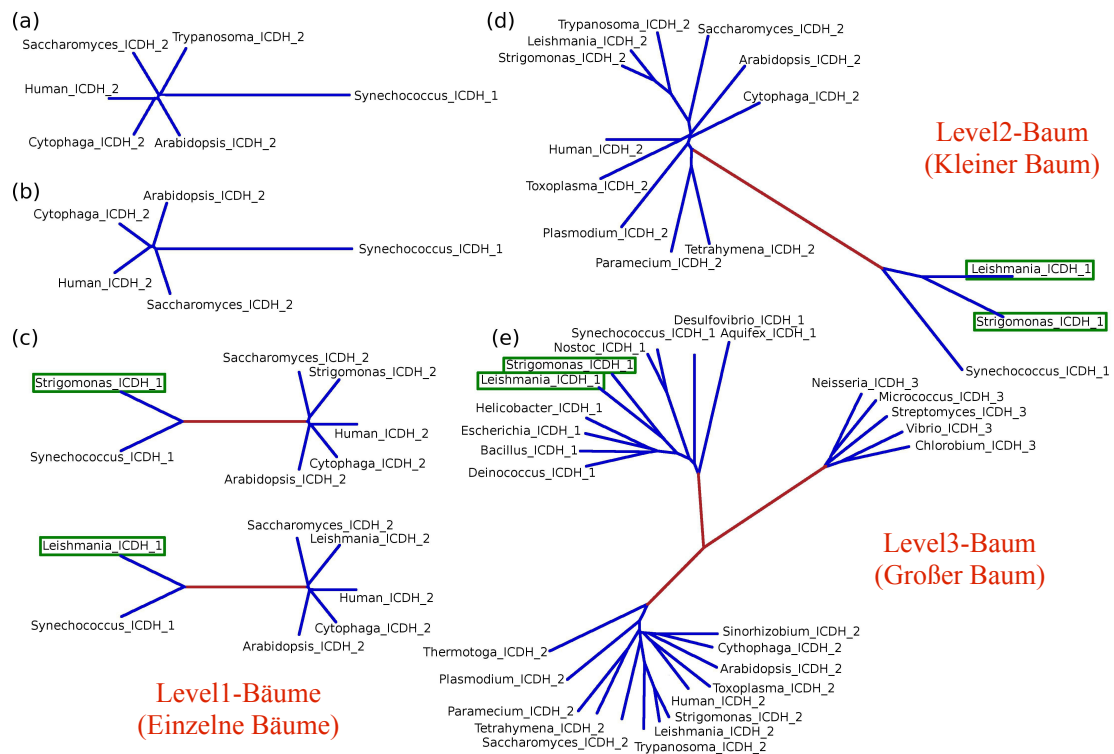 (a)
Saccharomyces_ICDH_2
Trypanosoma_ICDH_2
Human_ICDH_2
Synechococcus_ICDH_1
Cytophaga_ICDH_2
Arabidopsis_ICDH_2
(b)
Arabidopsis_ICDH_2
Cytophaga_ICDH_2
Synechococcus_ICDH_1
Human_ICDH_2
Saccharomyces_ICDH_2
(c)
Saccharomyces_ICDH_2
Strigomonas_ICDH_2
Strigomonas_ICDH_1
Human_ICDH_2
Synechococcus_ICDH_1
Cytophaga_ICDH_2
Arabidopsis_ICDH_2
Saccharomyces_ICDH_2
Leishmania_ICDH_2
Leishmania_ICDH_1
Human_ICDH_2
Synechococcus_ICDH_1
Cytophaga_ICDH_2
Arabidopsis_ICDH_2
Level1-Bäume
(Einzelne Bäume)
(d)
Trypanosoma_ICDH_2
Saccharomyces_ICDH_2
Leishmania_ICDH_2
Strigomonas_ICDH_2
Arabidopsis_ICDH_2
Cytophaga_ICDH_2
Human_ICDH_2
Toxoplasma_ICDH_2
Plasmodium_ICDH_2
Tetrahymena_ICDH_2
Paramecium_ICDH_2
Leishmania_ICDH_1
Strigomonas_ICDH_1
Synechococcus_ICDH_1
Level2-Baum
(Kleiner Baum)
(e)
Desulfovibrio_ICDH_1
Synechococcus_ICDH_1
Aquifex_ICDH_1
Nostoc_ICDH_1
Strigomonas_ICDH_1
Leishmania_ICDH_1
Helicobacter_ICDH_1
Escherichia_ICDH_1
Bacillus_ICDH_1
Deinococcus_ICDH_1
Neisseria_ICDH_3
Micrococcus_ICDH_3
Streptomyces_ICDH_3
Vibrio_ICDH_3
Chlorobium_ICDH_3
Level3-Baum
(Großer Baum)
Thermotoga_ICDH_2
Plasmodium_ICDH_2
Paramecium_ICDH_2
Tetrahymena_ICDH_2
Saccharomyces_ICDH_2
Sinorhizobium_ICDH_2
Cythophaga_ICDH_2
Arabidopsis_ICDH_2
Toxoplasma_ICDH_2
Human_ICDH_2
Strigomonas_ICDH_2
Leishmania_ICDH_2
Trypanosoma_ICDH_2